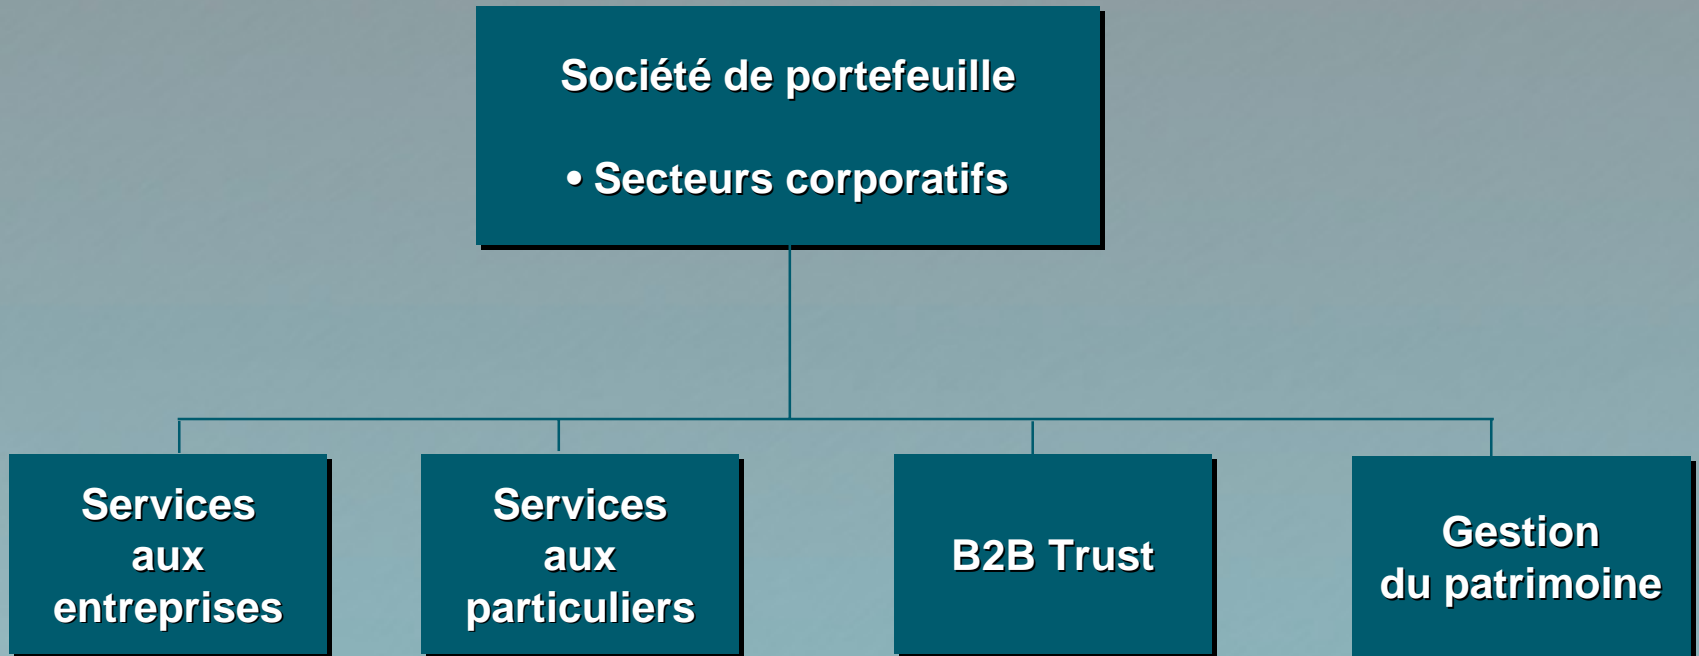 Société de portefeuille
• Secteurs corporatifs
Services
aux
entreprises
Services
aux
particuliers
B2B Trust
Gestion
du patrimoine